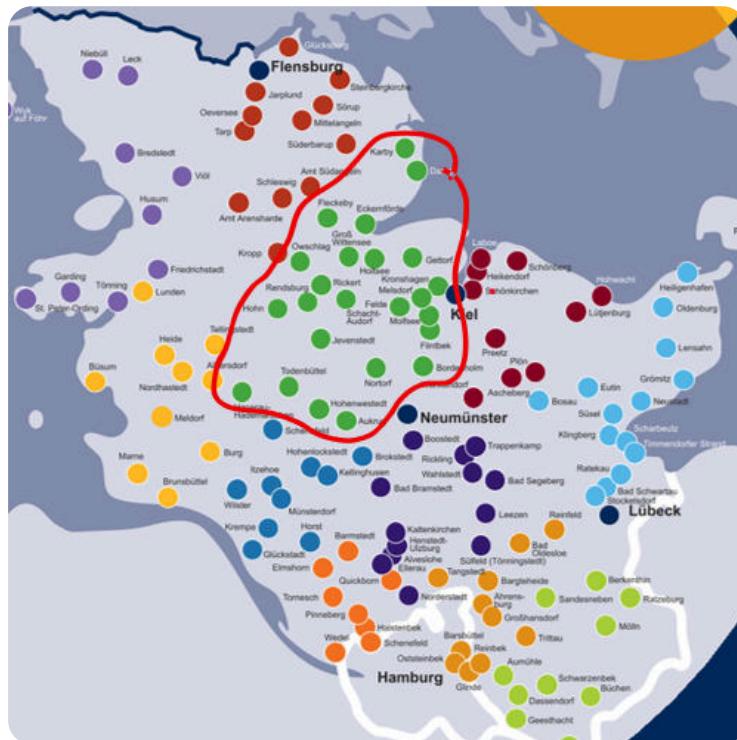 Glücksburg
Niebüll
Leck
Flensburg
Steinbergkirche
Jarplund
Wyk
auf Föhr
Oeversee
Sörup
Tarp
Mittelangeln
Süderbarup
Karby
Bredstedt
Viöl
Schleswig
Husum
Amt Arensharde
Fleckeby
Eckernförde
Groß
Wittensee
Kropp
Owschlag
Holtsee
Gettorf
Laboe
Schönberg
Friedrichstadt
Heikendorf
Garding
Tönning
Rendsburg
Rickert
Kronshagen
Melsdorf
Schönkirchen
Hohwacht
Heiligenhafen
St. Peter-Ording
Lunden
Hohn
Schacht-
Audorf
Felde
Molfsee
Kiel
Lütjenburg
Oldenburg
Tellingstedt
Flintbek
Heide
Jevenstedt
Preetz
Lensahn
Plön
Büsum
Nordhastedt
Albersdorf
Todenbüttel
Nortorf
Bordesholm
Ascheberg
Eutin
Grömitz
Bosau
Neustadt
Hohenwestedt
Meldorf
Neumünster
Süsel
Scharbeutz
Schenefeld
Boostedt
Trappenkamp
Klingberg
Timmendorfer Strand
Marne
Burg
Hohenlockstedt
Brokstedt
Rickling
Itzehoe
Kellinghusen
Wahlstedt
Ratekau
Brunsbüttel
Bad Bramstedt
Bad Segeberg
Bad Schwartau
Stockelsdorf
Wilster
Münsterdorf
Lübeck
Krempe
Horst
Kaltenkirchen
Leezen
Reinfeld
Barmstedt
Henstedt-
Ulzburg
Bad
Oldesloe
Glückstadt
Alveslohe
Sülfeld (Tönningstedt)
Elmshorn
Ellerau
Tangstedt
Quickborn
Bargteheide
Berkenthin
Tornesch
Norderstedt
Ahrens-
burg
Sandesneben
Ratzeburg
Pinneberg
Großhansdorf
Halstenbek
Mölln
Wedel
Schenefeld
Barsbüttel
Trittau
Reinbek
Oststeinbek
Aumühle
Hamburg
Glinde
Schwarzenbek
Dassendorf
Büchen
Geesthacht